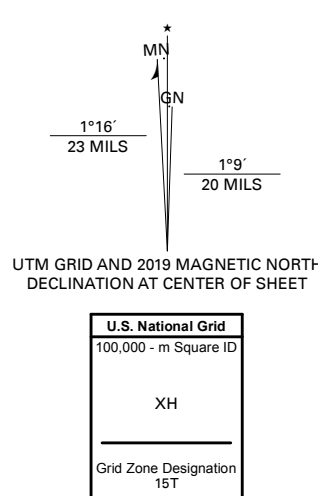 ★
MN
GN
1°16´
23 MILS
1°9´
20 MILS
UTM GRID AND 2019 MAGNETIC NORTH
DECLINATION AT CENTER OF SHEET
U.S. National Grid
100,000 - m Square ID
XH
Grid Zone Designation
15T